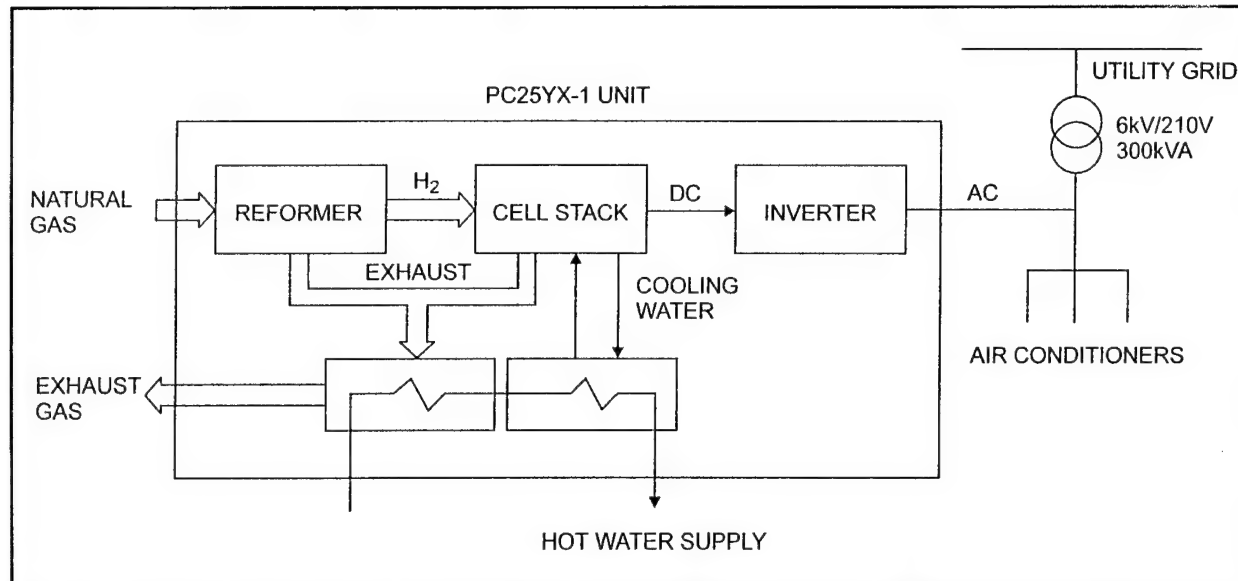 UTILITY GRID
PC25YX-1 UNIT
6kV/210V
300kVA
NATURAL
GAS
REFORMER
H2
CELL STACK
DC
INVERTER
AC
EXHAUST
COOLING
WATER
AIR CONDITIONERS
EXHAUST
GAS
HOT WATER SUPPLY